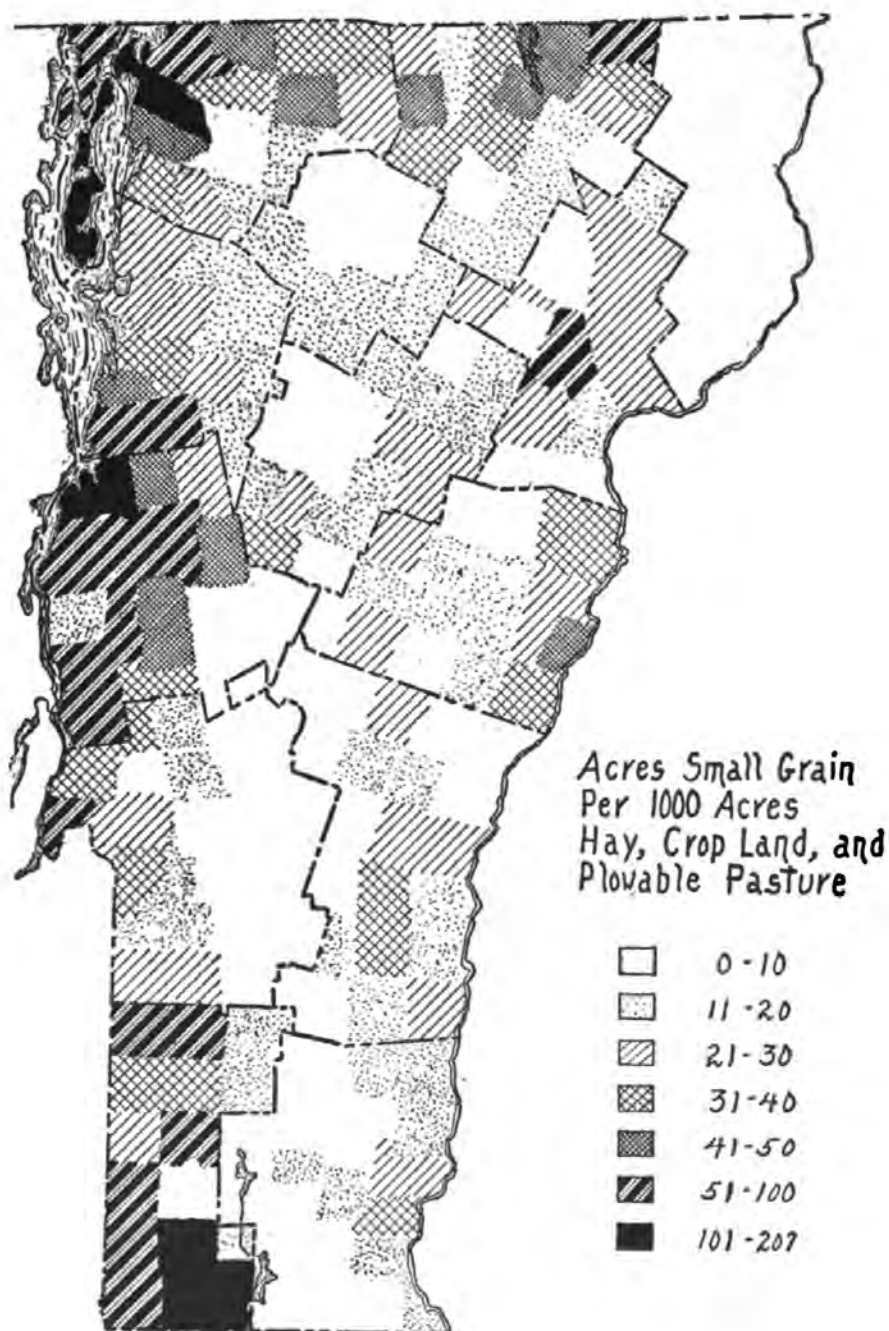 Acres Small Grain
Per 1000 Acres
Hay, Crop Land, and
Plowable Pasture
0-10
11-20
21-30
31-40
41-50
51-100
101-207